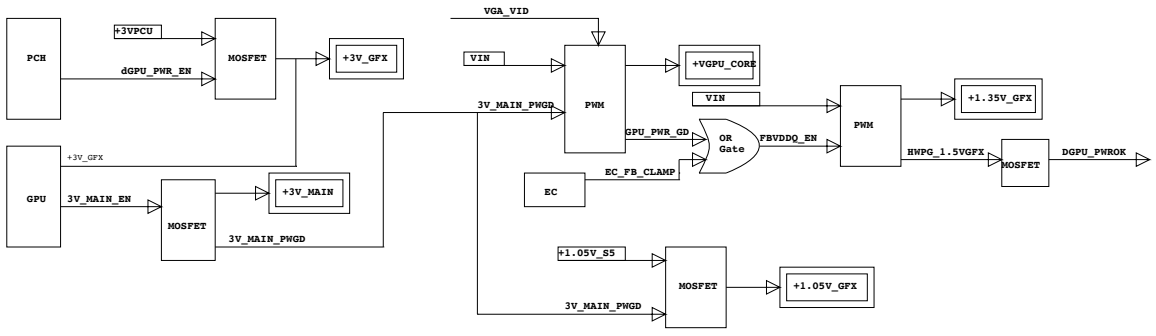 VGA_VID
+3VPCU
PCH
MOSFET
+3V_GFX
dGPU_PWR_EN
VIN
+VGPU_CORE
PWM
3V_MAIN_PWGD
VIN
+1.35V_GFX
PWM
GPU_PWR_GD
OR
Gate
FBVDDQ_EN
HWPG_1.5VGFX
MOSFET
DGPU_PWROK
+3V_GFX
EC_FB_CLAMP
EC
GPU
3V_MAIN_EN
+3V_MAIN
MOSFET
3V_MAIN_PWGD
+1.05V_S5
MOSFET
+1.05V_GFX
3V_MAIN_PWGD